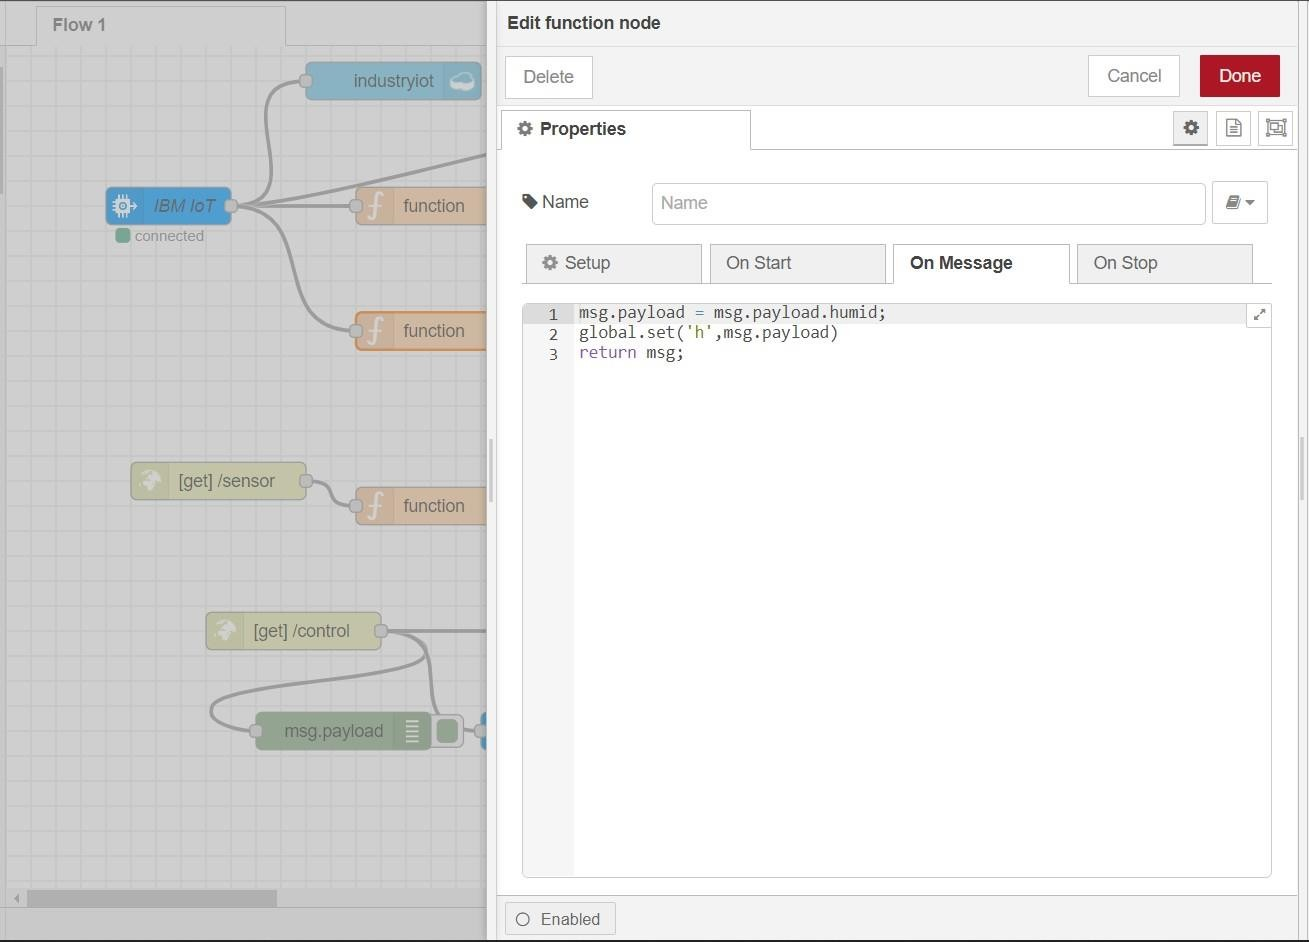 Flow 1
industryiot
IBM IoT
connected
function
function
[get] /sensor
function
[get] /control
msg.payload
Edit function node
Delete
Cancel
Done
Properties
Name
Name
Setup
On Start
On Message
On Stop
1 msg.payload = msg.payload.humid;
2 global.set('h',msg.payload)
3 return msg;
Enabled